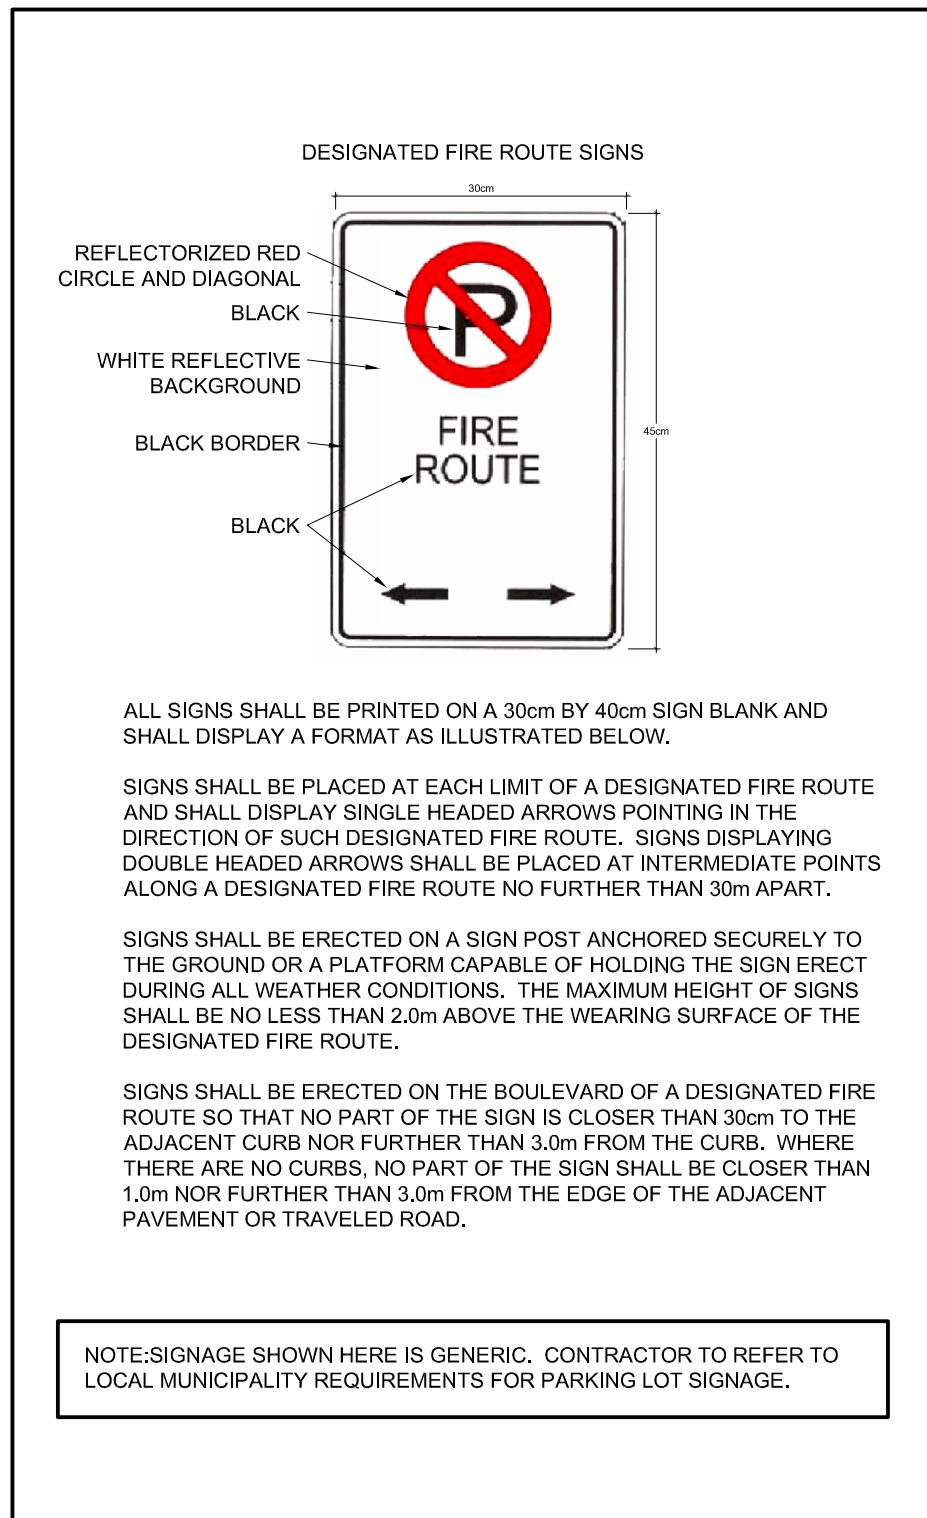 DESIGNATED FIRE ROUTE SIGNS
30cm
REFLECTORIZED RED
CIRCLE AND DIAGONAL
BLACK
WHITE REFLECTIVE
BACKGROUND
BLACK BORDER
BLACK
P
FIRE
ROUTE
45cm
ALL SIGNS SHALL BE PRINTED ON A 30cm BY 40cm SIGN BLANK AND
SHALL DISPLAY A FORMAT AS ILLUSTRATED BELOW.
SIGNS SHALL BE PLACED AT EACH LIMIT OF A DESIGNATED FIRE ROUTE
AND SHALL DISPLAY SINGLE HEADED ARROWS POINTING IN THE
DIRECTION OF SUCH DESIGNATED FIRE ROUTE. SIGNS DISPLAYING
DOUBLE HEADED ARROWS SHALL BE PLACED AT INTERMEDIATE POINTS
ALONG A DESIGNATED FIRE ROUTE NO FURTHER THAN 30m APART.
SIGNS SHALL BE ERECTED ON A SIGN POST ANCHORED SECURELY TO
THE GROUND OR A PLATFORM CAPABLE OF HOLDING THE SIGN ERECT
DURING ALL WEATHER CONDITIONS. THE MAXIMUM HEIGHT OF SIGNS
SHALL BE NO LESS THAN 2.0m ABOVE THE WEARING SURFACE OF THE
DESIGNATED FIRE ROUTE.
SIGNS SHALL BE ERECTED ON THE BOULEVARD OF A DESIGNATED FIRE
ROUTE SO THAT NO PART OF THE SIGN IS CLOSER THAN 30cm TO THE
ADJACENT CURB NOR FURTHER THAN 3.0m FROM THE CURB. WHERE
THERE ARE NO CURBS, NO PART OF THE SIGN SHALL BE CLOSER THAN
1.0m NOR FURTHER THAN 3.0m FROM THE EDGE OF THE ADJACENT
PAVEMENT OR TRAVELED ROAD.
NOTE:SIGNAGE SHOWN HERE IS GENERIC. CONTRACTOR TO REFER TO
LOCAL MUNICIPALITY REQUIREMENTS FOR PARKING LOT SIGNAGE.